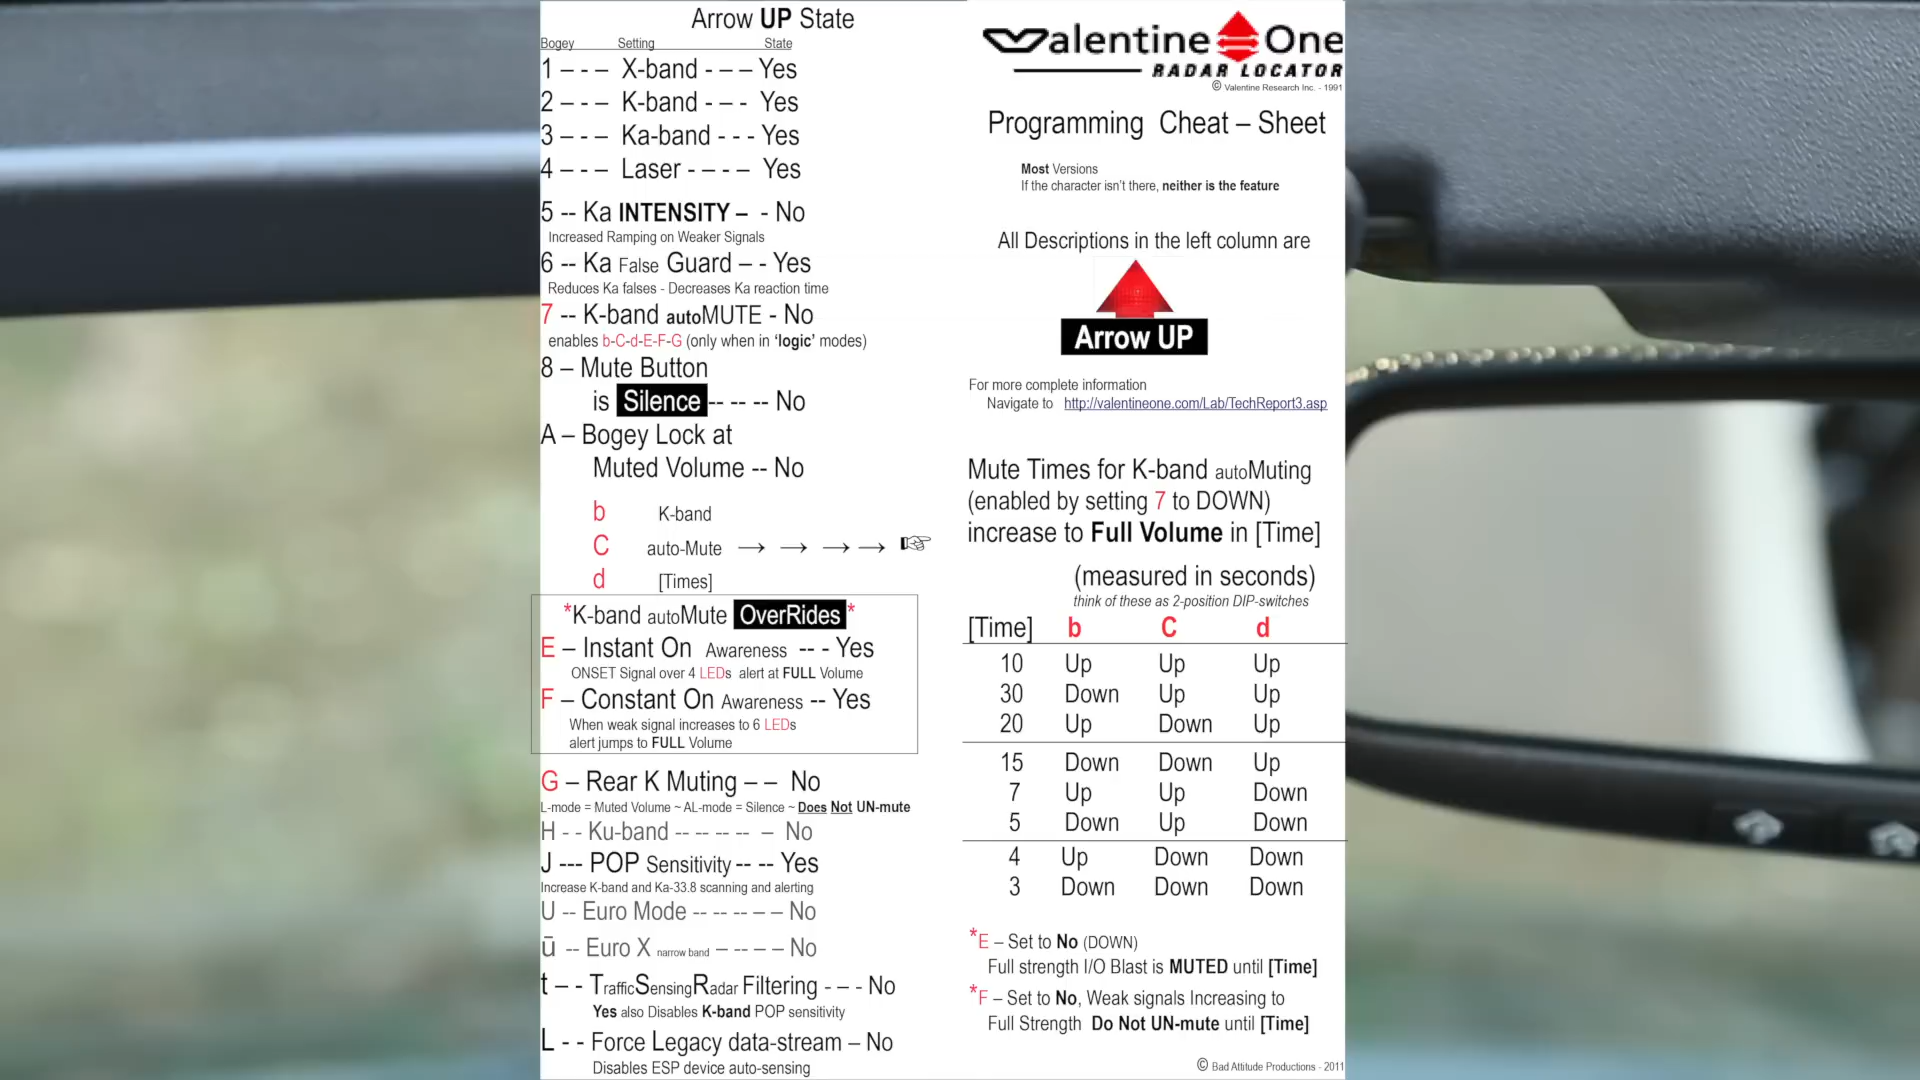 Arrow UP State
Bogey Setting State
1 – – – X-band - – – Yes
2 – – – K-band - – - Yes
3 – – – Ka-band - - - Yes
4 – – – Laser - – – – Yes
5 -- Ka INTENSITY – - No
Increased Ramping on Weaker Signals
6 -- Ka False Guard – - Yes
Reduces Ka falses - Decreases Ka reaction time
7 -- K-band autoMUTE - No
enables b-C-d-E-F-G (only when in ‘logic’ modes)
8 – Mute Button
is Silence -- -- -- No
A – Bogey Lock at
Muted Volume -- No
b K-band
C auto-Mute → → → → ☞
d [Times]
*K-band autoMute OverRides*
E – Instant On Awareness -- - Yes
ONSET Signal over 4 LEDs alert at FULL Volume
F – Constant On Awareness -- Yes
When weak signal increases to 6 LEDs
alert jumps to FULL Volume
G – Rear K Muting – – No
L-mode = Muted Volume ~ AL-mode = Silence ~ Does Not UN-mute
H - - Ku-band -- -- -- -- – No
J --- POP Sensitivity -- -- Yes
Increase K-band and Ka-33.8 scanning and alerting
U -- Euro Mode -- -- -- – – No
ū -- Euro X narrow band – -- -- – – No
t – - TrafficSensingRadar Filtering - – - No
Yes also Disables K-band POP sensitivity
L - - Force Legacy data-stream – No
Disables ESP device auto-sensing
Valentine One
RADAR LOCATOR
© Valentine Research Inc. - 1991
Programming Cheat – Sheet
Most Versions
If the character isn’t there, neither is the feature
All Descriptions in the left column are
Arrow UP
For more complete information
Navigate to http://valentineone.com/Lab/TechReport3.asp
Mute Times for K-band autoMuting
(enabled by setting 7 to DOWN)
increase to Full Volume in [Time]
(measured in seconds)
think of these as 2-position DIP-switches
[Time] b C d
10 Up Up Up
30 Down Up Up
20 Up Down Up
15 Down Down Up
7 Up Up Down
5 Down Up Down
4 Up Down Down
3 Down Down Down
*E – Set to No (DOWN)
Full strength I/O Blast is MUTED until [Time]
*F – Set to No, Weak signals Increasing to
Full Strength Do Not UN-mute until [Time]
© Bad Attitude Productions - 2011